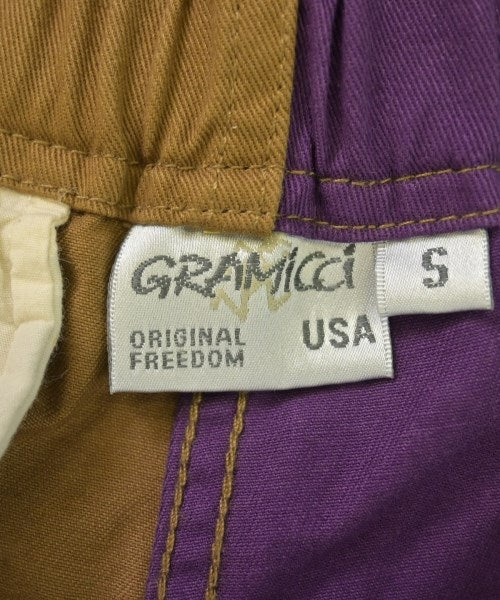 GRAMiCCi
S
ORIGINAL
FREEDOM
USA